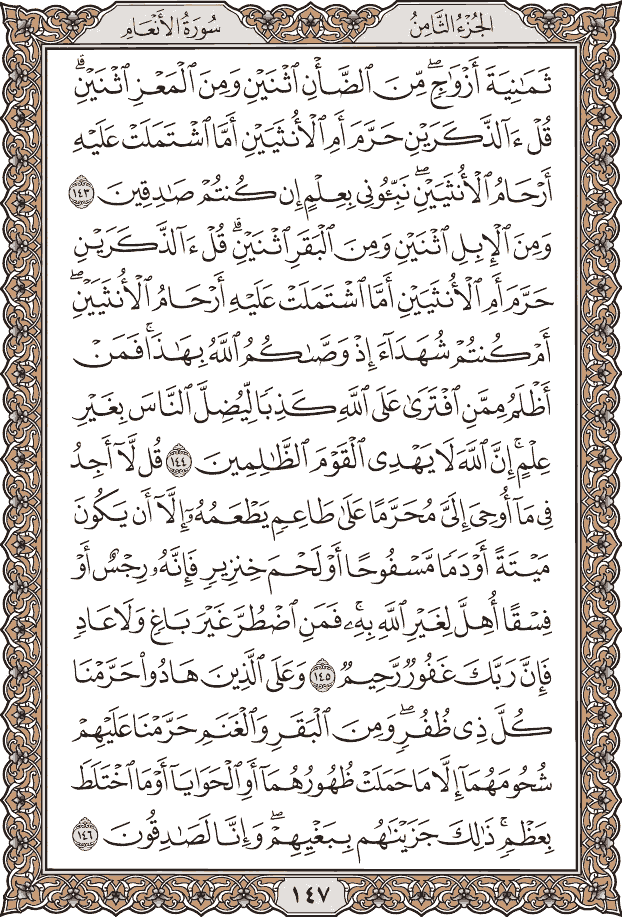 الجُزْءُ الثَّامِنُ
سُورَةُ الأَنْعَامِ
ثَمَٰنِيَةَ أَزْوَٰجٍۖ مِّنَ ٱلضَّأْنِ ٱثْنَيْنِ وَمِنَ ٱلْمَعْزِ ٱثْنَيْنِۗ
قُلْ ءَآلذَّكَرَيْنِ حَرَّمَ أَمِ ٱلْأُنثَيَيْنِ أَمَّا ٱشْتَمَلَتْ عَلَيْهِ
أَرْحَامُ ٱلْأُنثَيَيْنِۖ نَبِّـُٔونِى بِعِلْمٍ إِن كُنتُمْ صَٰدِقِينَ ١٤٣
وَمِنَ ٱلْإِبِلِ ٱثْنَيْنِ وَمِنَ ٱلْبَقَرِ ٱثْنَيْنِۗ قُلْ ءَآلذَّكَرَيْنِ
حَرَّمَ أَمِ ٱلْأُنثَيَيْنِ أَمَّا ٱشْتَمَلَتْ عَلَيْهِ أَرْحَامُ ٱلْأُنثَيَيْنِۖ
أَمْ كُنتُمْ شُهَدَآءَ إِذْ وَصَّىٰكُمُ ٱللَّهُ بِهَٰذَاۚ فَمَنْ
أَظْلَمُ مِمَّنِ ٱفْتَرَىٰ عَلَى ٱللَّهِ كَذِبًا لِّيُضِلَّ ٱلنَّاسَ بِغَيْرِ
عِلْمٍۚ إِنَّ ٱللَّهَ لَا يَهْدِى ٱلْقَوْمَ ٱلظَّٰلِمِينَ ١٤٤ قُل لَّآ أَجِدُ
فِى مَآ أُوحِىَ إِلَىَّ مُحَرَّمًا عَلَىٰ طَاعِمٍ يَطْعَمُهُۥٓ إِلَّآ أَن يَكُونَ
مَيْتَةً أَوْ دَمًا مَّسْفُوحًا أَوْ لَحْمَ خِنزِيرٍ فَإِنَّهُۥ رِجْسٌ أَوْ
فِسْقًا أُهِلَّ لِغَيْرِ ٱللَّهِ بِهِۦۚ فَمَنِ ٱضْطُرَّ غَيْرَ بَاغٍ وَلَا عَادٍ
فَإِنَّ رَبَّكَ غَفُورٌ رَّحِيمٌ ١٤٥ وَعَلَى ٱلَّذِينَ هَادُوا۟ حَرَّمْنَا
كُلَّ ذِى ظُفُرٍۖ وَمِنَ ٱلْبَقَرِ وَٱلْغَنَمِ حَرَّمْنَا عَلَيْهِمْ
شُحُومَهُمَآ إِلَّا مَا حَمَلَتْ ظُهُورُهُمَآ أَوِ ٱلْحَوَايَآ أَوْ مَا ٱخْتَلَطَ
بِعَظْمٍۚ ذَٰلِكَ جَزَيْنَٰهُم بِبَغْيِهِمْۖ وَإِنَّا لَصَٰدِقُونَ ١٤٦
١٤٧